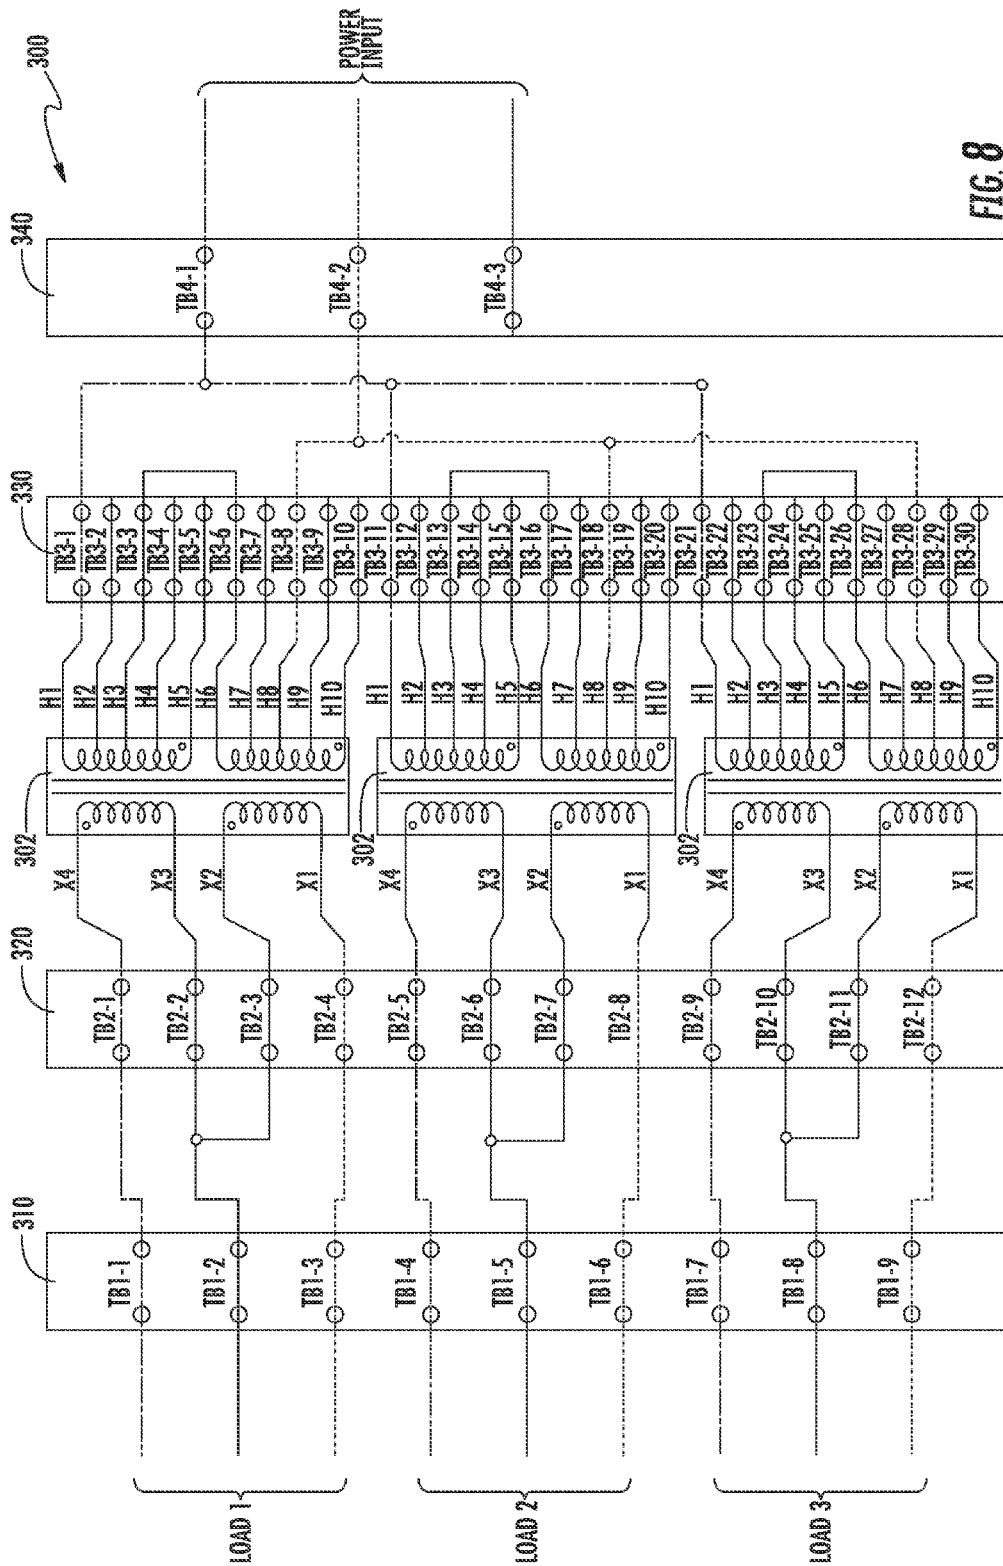 300
340
POWER
INPUT
TB4-1
TB4-2
TB4-3
330
TB3-1
TB3-2
TB3-3
TB3-4
TB3-5
TB3-6
TB3-7
TB3-8
TB3-9
TB3-10
TB3-11
TB3-12
TB3-13
TB3-14
TB3-15
TB3-16
TB3-17
TB3-18
TB3-19
TB3-20
TB3-21
TB3-22
TB3-23
TB3-24
TB3-25
TB3-26
TB3-27
TB3-28
TB3-29
TB3-30
H1
H2
H3
H4
H5
H6
H7
H8
H9
H10
H1
H2
H3
H4
H5
H6
H7
H8
H9
H10
H1
H2
H3
H4
H5
H6
H7
H8
H9
H10
302
302
302
X4
X3
X2
X1
X4
X3
X2
X1
X4
X3
X2
X1
320
TB2-1
TB2-2
TB2-3
TB2-4
TB2-5
TB2-6
TB2-7
TB2-8
TB2-9
TB2-10
TB2-11
TB2-12
310
TB1-1
TB1-2
TB1-3
TB1-4
TB1-5
TB1-6
TB1-7
TB1-8
TB1-9
LOAD 1
LOAD 2
LOAD 3
FIG. 8